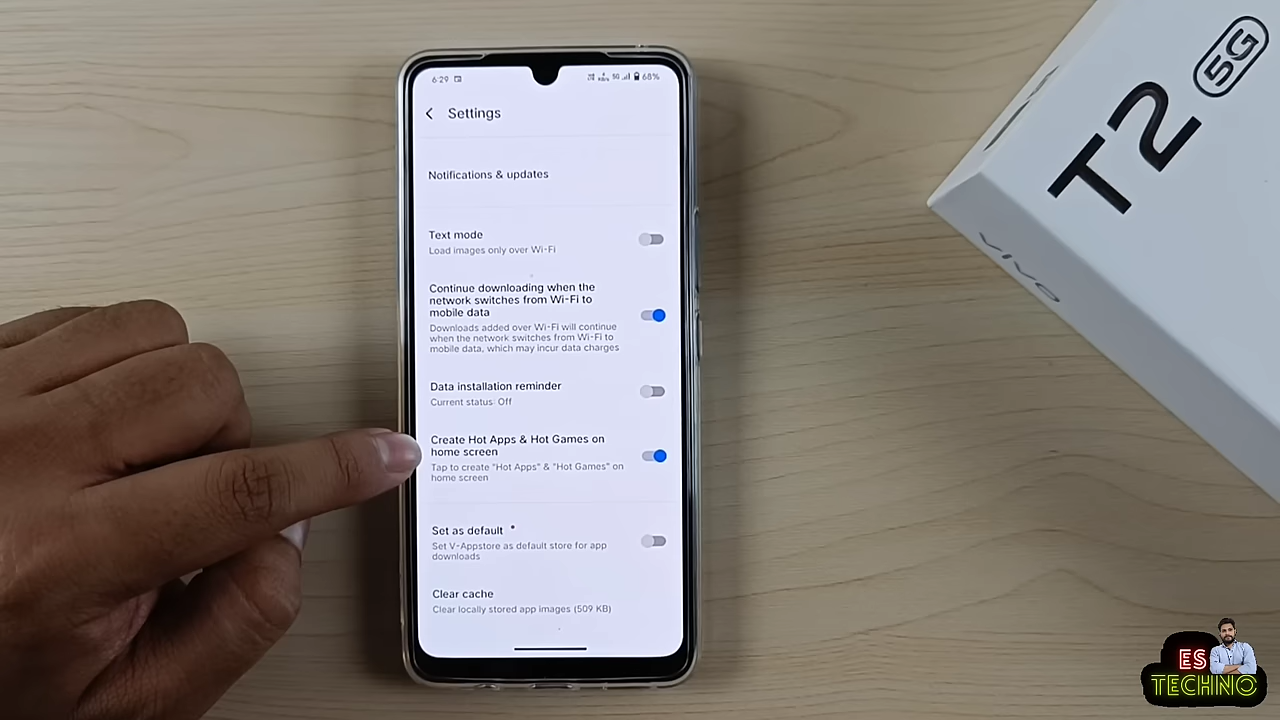 6:29
5G
68%
Settings
Notifications & updates
Text mode
Load images only over Wi-Fi
Continue downloading when the
network switches from Wi-Fi to
mobile data
Downloads added over Wi-Fi will continue
when the network switches from Wi-Fi to
mobile data, which may incur data charges
Data installation reminder
Current status: Off
Create Hot Apps & Hot Games on
home screen
Tap to create "Hot Apps" & "Hot Games" on
home screen
Set as default
Set V-Appstore as default store for app
downloads
Clear cache
Clear locally stored app images (509 KB)
T2 5G
vivo
ES
TECHNO